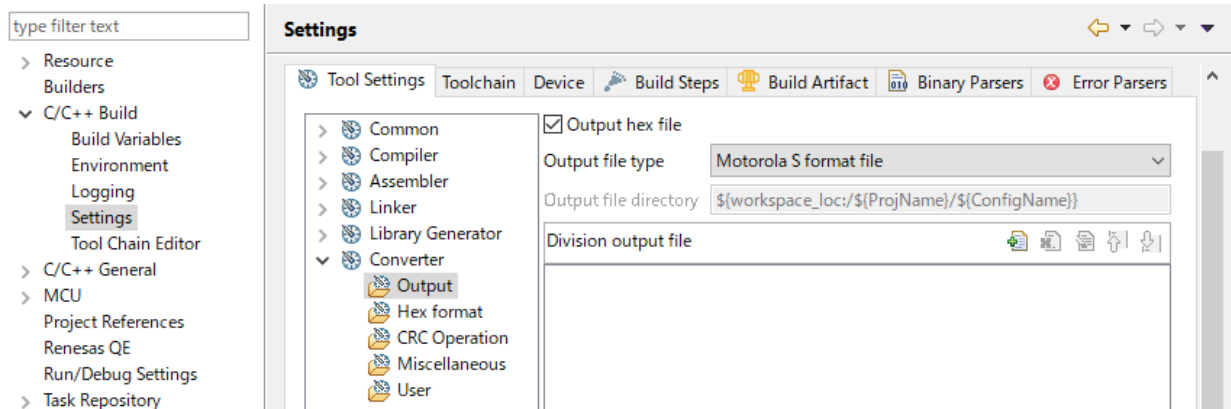 type filter text
Resource
Builders
C/C++ Build
Build Variables
Environment
Logging
Settings
Tool Chain Editor
C/C++ General
MCU
Project References
Renesas QE
Run/Debug Settings
Task Repository
Settings
Tool Settings Toolchain Device Build Steps Build Artifact Binary Parsers Error Parsers
Common
Compiler
Assembler
Linker
Library Generator
Converter
Output
Hex format
CRC Operation
Miscellaneous
User
Output hex file
Output file type Motorola S format file
Output file directory ${workspace_loc:/${ProjName}/${ConfigName}}
Division output file